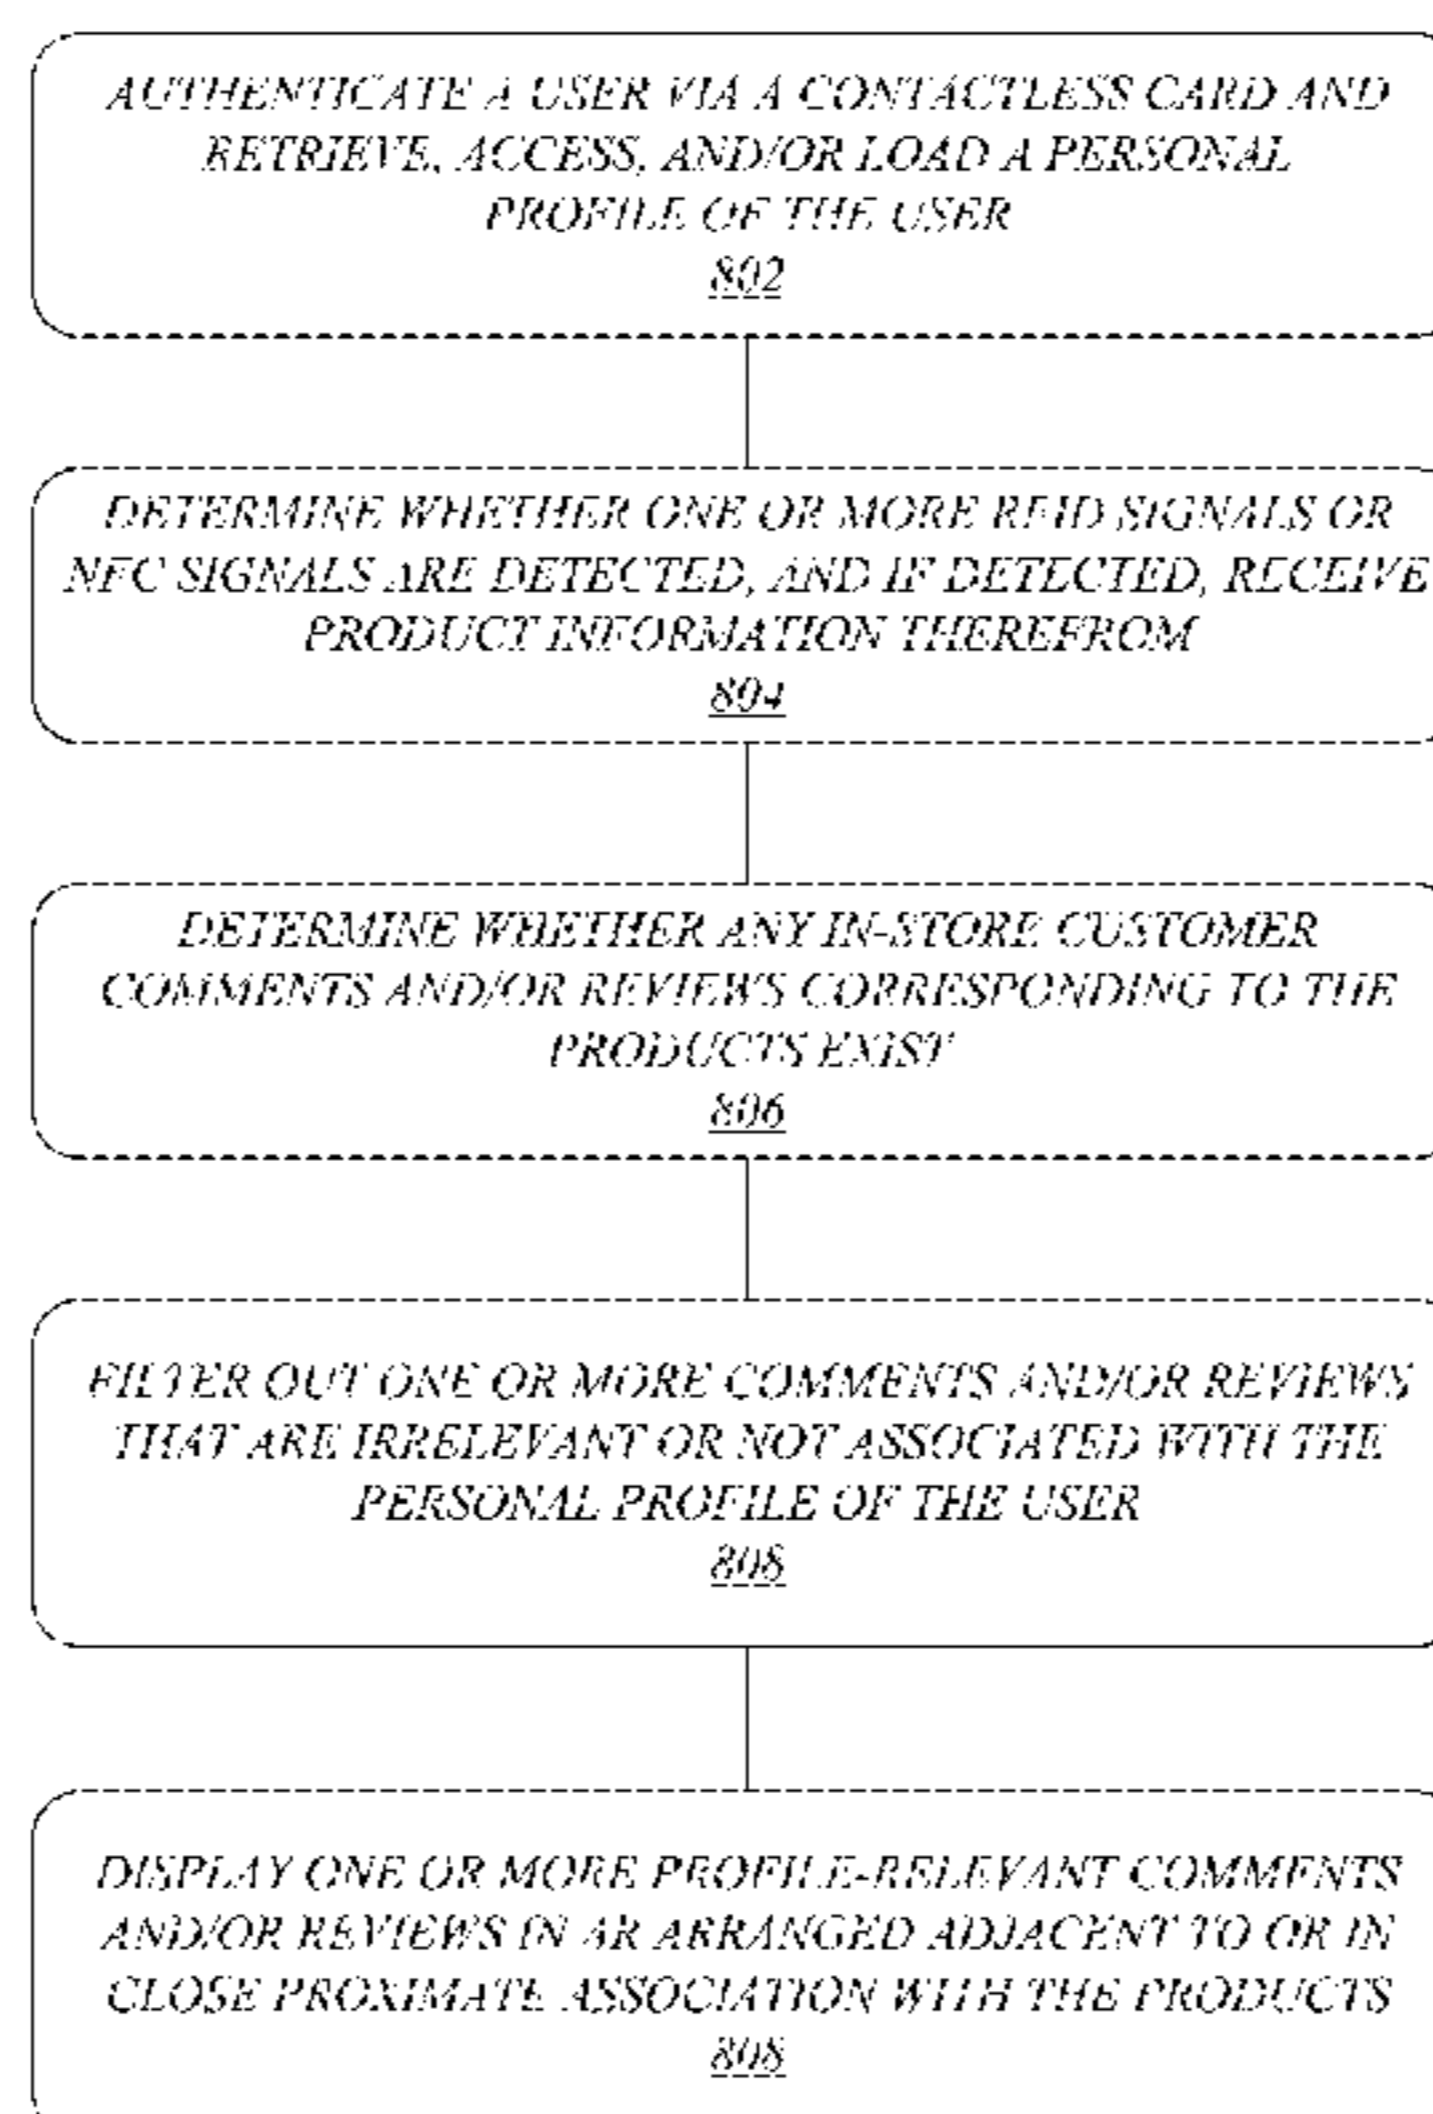 AUTHENTICATE A USER VIA A CONTACTLESS CARD AND
RETRIEVE, ACCESS, AND/OR LOAD A PERSONAL
PROFILE OF THE USER
802
DETERMINE WHETHER ONE OR MORE RFID SIGNALS OR
NFC SIGNALS ARE DETECTED, AND IF DETECTED, RECEIVE
PRODUCT INFORMATION THEREFROM
804
DETERMINE WHETHER ANY IN-STORE CUSTOMER
COMMENTS AND/OR REVIEWS CORRESPONDING TO THE
PRODUCTS EXIST
806
FILTER OUT ONE OR MORE COMMENTS AND/OR REVIEWS
THAT ARE IRRELEVANT OR NOT ASSOCIATED WITH THE
PERSONAL PROFILE OF THE USER
808
DISPLAY ONE OR MORE PROFILE-RELEVANT COMMENTS
AND/OR REVIEWS IN AR ARRANGED ADJACENT TO OR IN
CLOSE PROXIMATE ASSOCIATION WITH THE PRODUCTS
808